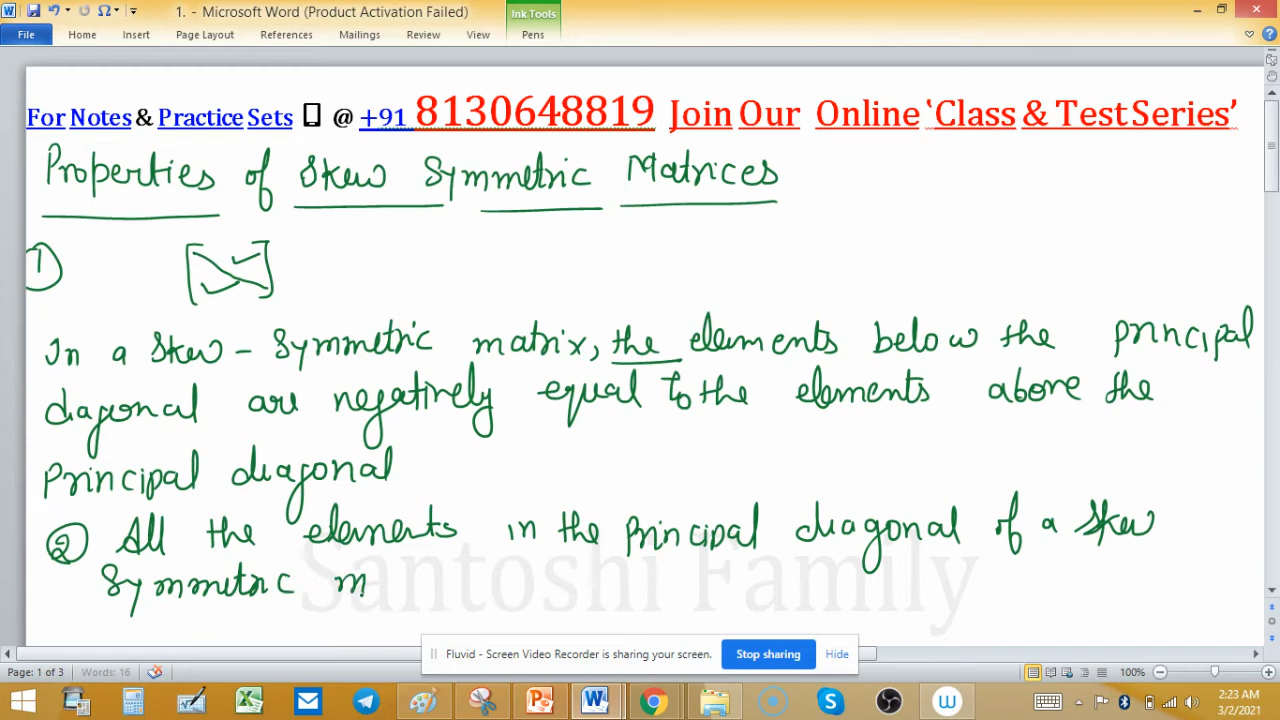 1. - Microsoft Word (Product Activation Failed)
Ink Tools
File Home Insert Page Layout References Mailings Review View Pens
For Notes & Practice Sets @ +91 8130648819 Join Our Online 'Class & Test Series'
Properties of Skew Symmetric Matrices
①
In a Skew - Symmetric matrix, the elements below the principal
diagonal are negatively equal to the elements above the
Principal diagonal
② All the elements in the principal diagonal of a Skew
Symmetric m
Santoshi Family
Fluvid - Screen Video Recorder is sharing your screen. Stop sharing Hide
Page: 1 of 3 Words: 16 100%
2:23 AM
3/2/2021